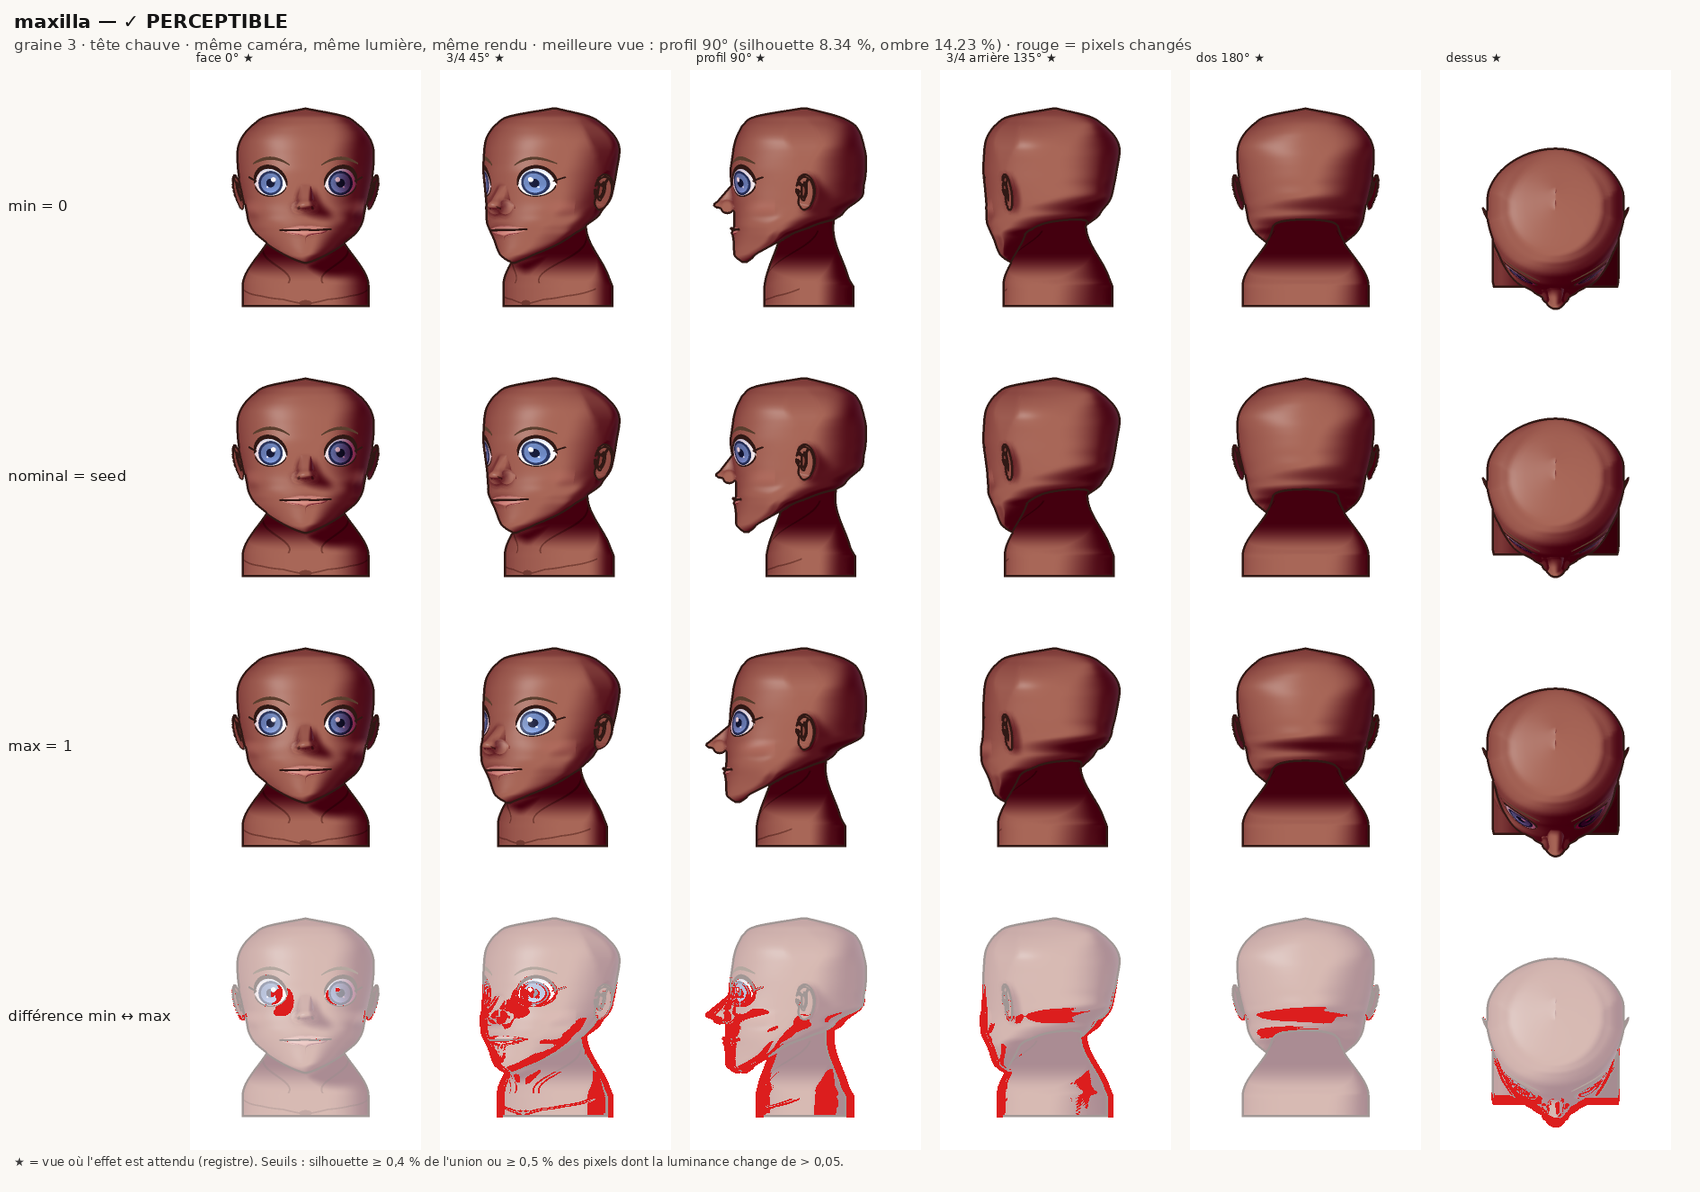 maxilla — ✓ PERCEPTIBLE
graine 3 · tête chauve · même caméra, même lumière, même rendu · meilleure vue : profil 90° (silhouette 8.34 %, ombre 14.23 %) · rouge = pixels changés
face 0° ★ 3/4 45° ★ profil 90° ★ 3/4 arrière 135° ★ dos 180° ★ dessus ★
min = 0
nominal = seed
max = 1
différence min ↔ max
★ = vue où l'effet est attendu (registre). Seuils : silhouette ≥ 0,4 % de l'union ou ≥ 0,5 % des pixels dont la luminance change de > 0,05.